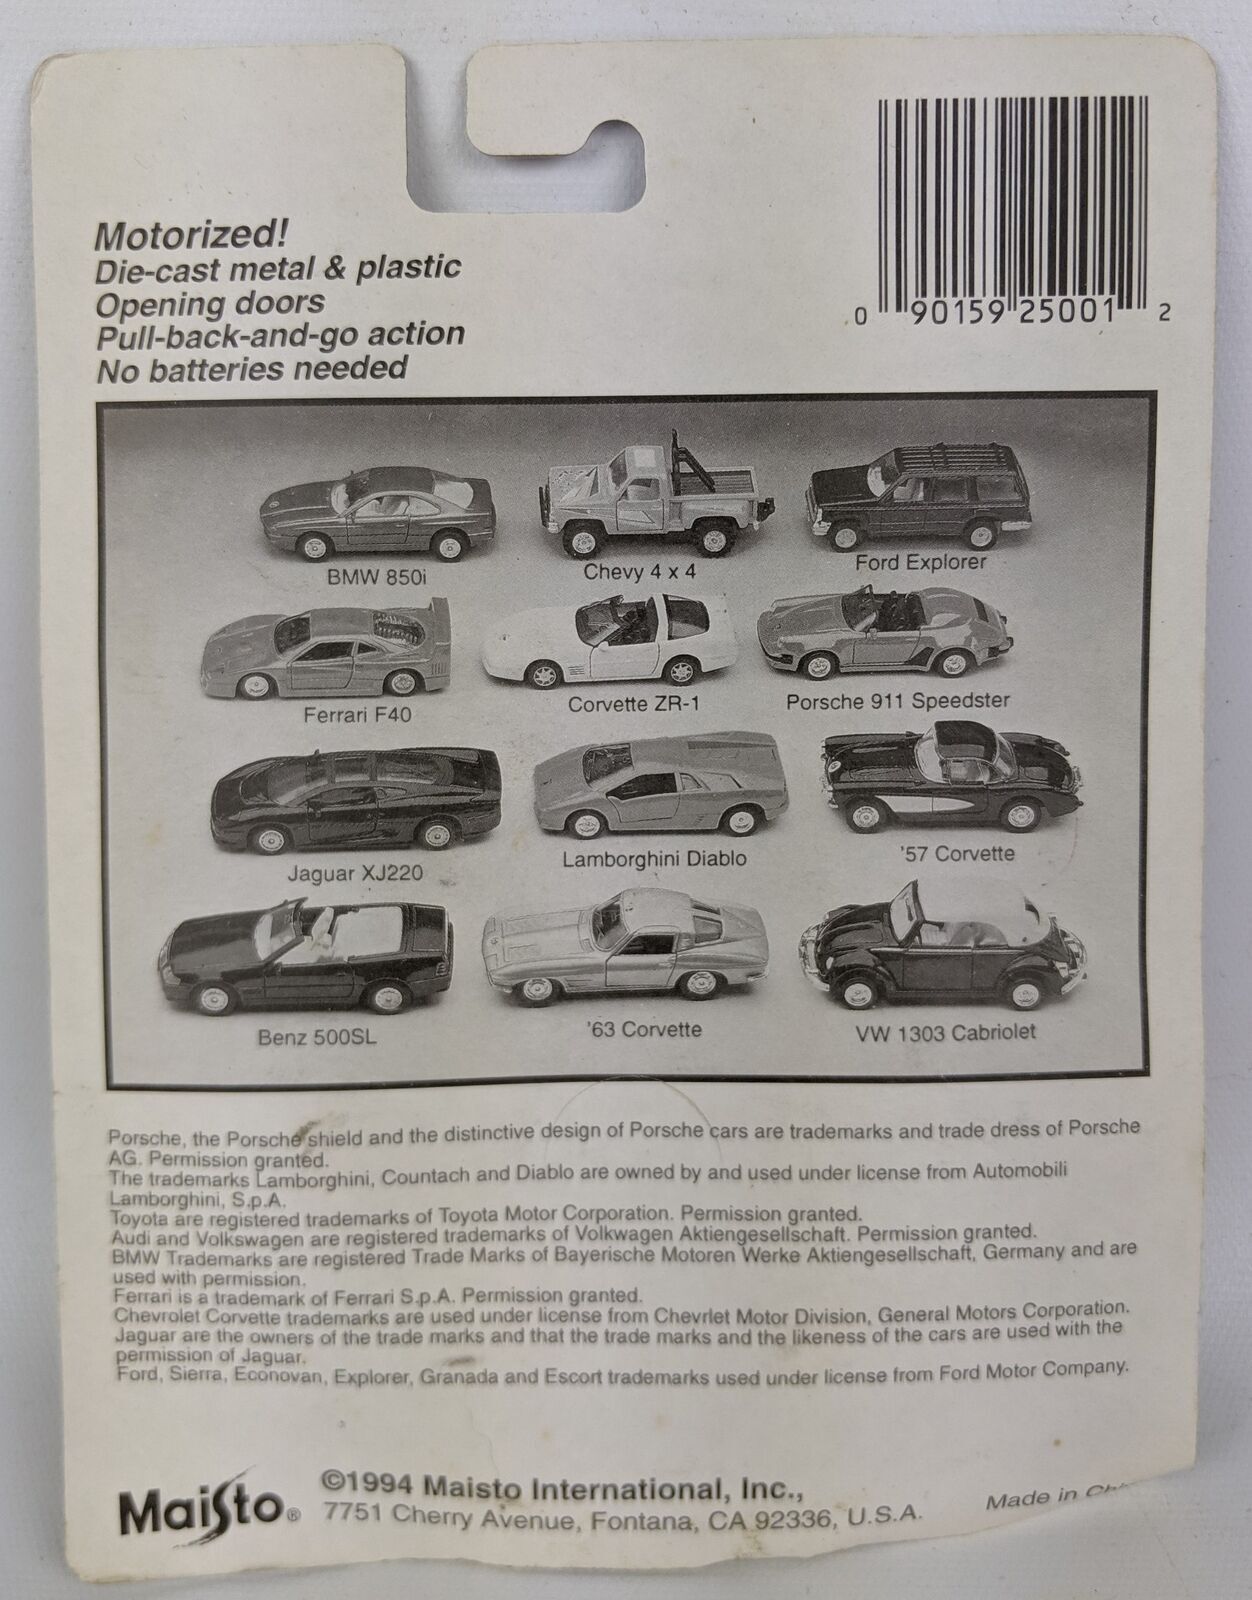 Motorized!
Die-cast metal & plastic
Opening doors
Pull-back-and-go action
No batteries needed
0 90159 25001 2
BMW 850i
Chevy 4 x 4
Ford Explorer
Ferrari F40
Corvette ZR-1
Porsche 911 Speedster
Jaguar XJ220
Lamborghini Diablo
'57 Corvette
Benz 500SL
'63 Corvette
VW 1303 Cabriolet
Porsche, the Porsche shield and the distinctive design of Porsche cars are trademarks and trade dress of Porsche
AG. Permission granted.
The trademarks Lamborghini, Countach and Diablo are owned by and used under license from Automobili
Lamborghini, S.p.A.
Toyota are registered trademarks of Toyota Motor Corporation. Permission granted.
Audi and Volkswagen are registered trademarks of Volkwagen Aktiengesellschaft. Permission granted.
BMW Trademarks are registered Trade Marks of Bayerische Motoren Werke Aktiengesellschaft, Germany and are
used with permission.
Ferrari is a trademark of Ferrari S.p.A. Permission granted.
Chevrolet Corvette trademarks are used under license from Chevrlet Motor Division, General Motors Corporation.
Jaguar are the owners of the trade marks and that the trade marks and the likeness of the cars are used with the
permission of Jaguar.
Ford, Sierra, Econovan, Explorer, Granada and Escort trademarks used under license from Ford Motor Company.
Maisto®
©1994 Maisto International, Inc.,
7751 Cherry Avenue, Fontana, CA 92336, U.S.A.
Made in